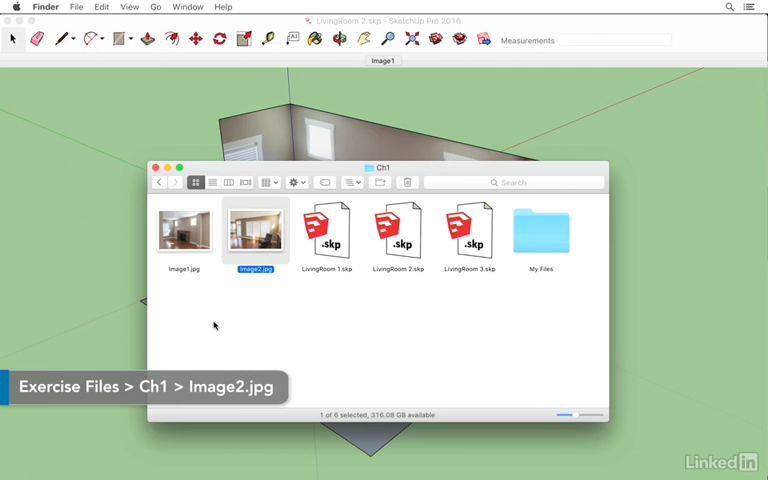 Finder File Edit View Go Window Help
LivingRoom 2.skp - SketchUp Pro 2016
A1 Measurements
Image1
Ch1
Search
.skp .skp .skp
Image1.jpg Image2.jpg LivingRoom 1.skp LivingRoom 2.skp LivingRoom 3.skp My Files
Exercise Files > Ch1 > Image2.jpg
1 of 6 selected, 316.08 GB available
Linked in